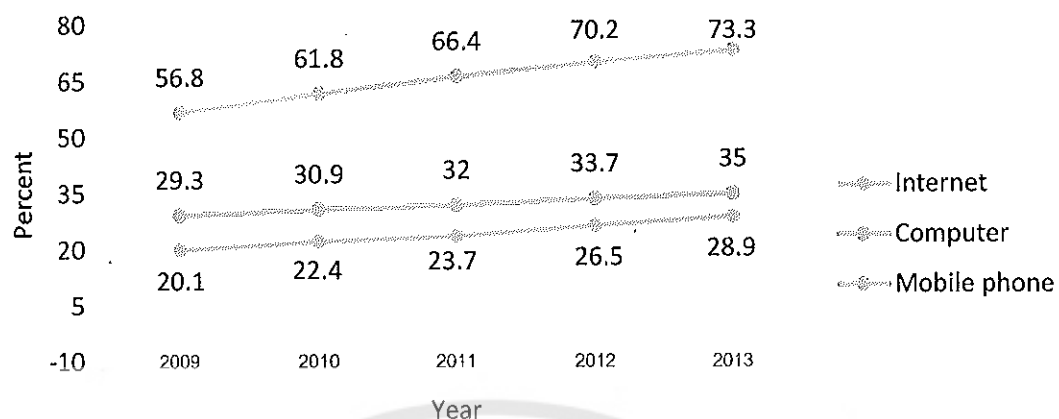 80
65
50
35
20
5
-10
Percent
56.8 61.8 66.4 70.2 73.3
29.3 30.9 32 33.7 35
20.1 22.4 23.7 26.5 28.9
2009 2010 2011 2012 2013
Year
Internet
Computer
Mobile phone